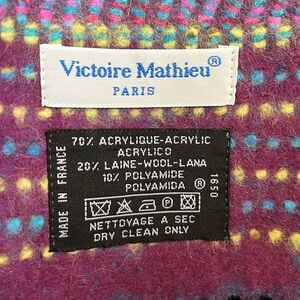 Victoire Mathieu®
PARIS
MADE IN FRANCE
70% ACRYLIQUE-ACRYLIC
ACRYLICO
20% LAINE-WOOL-LANA
10% POLYAMIDE
POLYAMIDA ®
1650
P
NETTOYAGE A SEC
DRY CLEAN ONLY